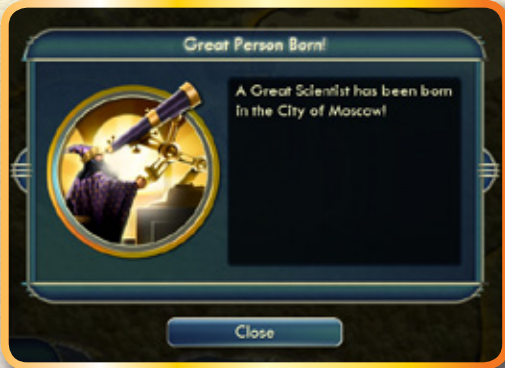 Great Person Born!
A Great Scientist has been born
in the City of Moscow!
Close